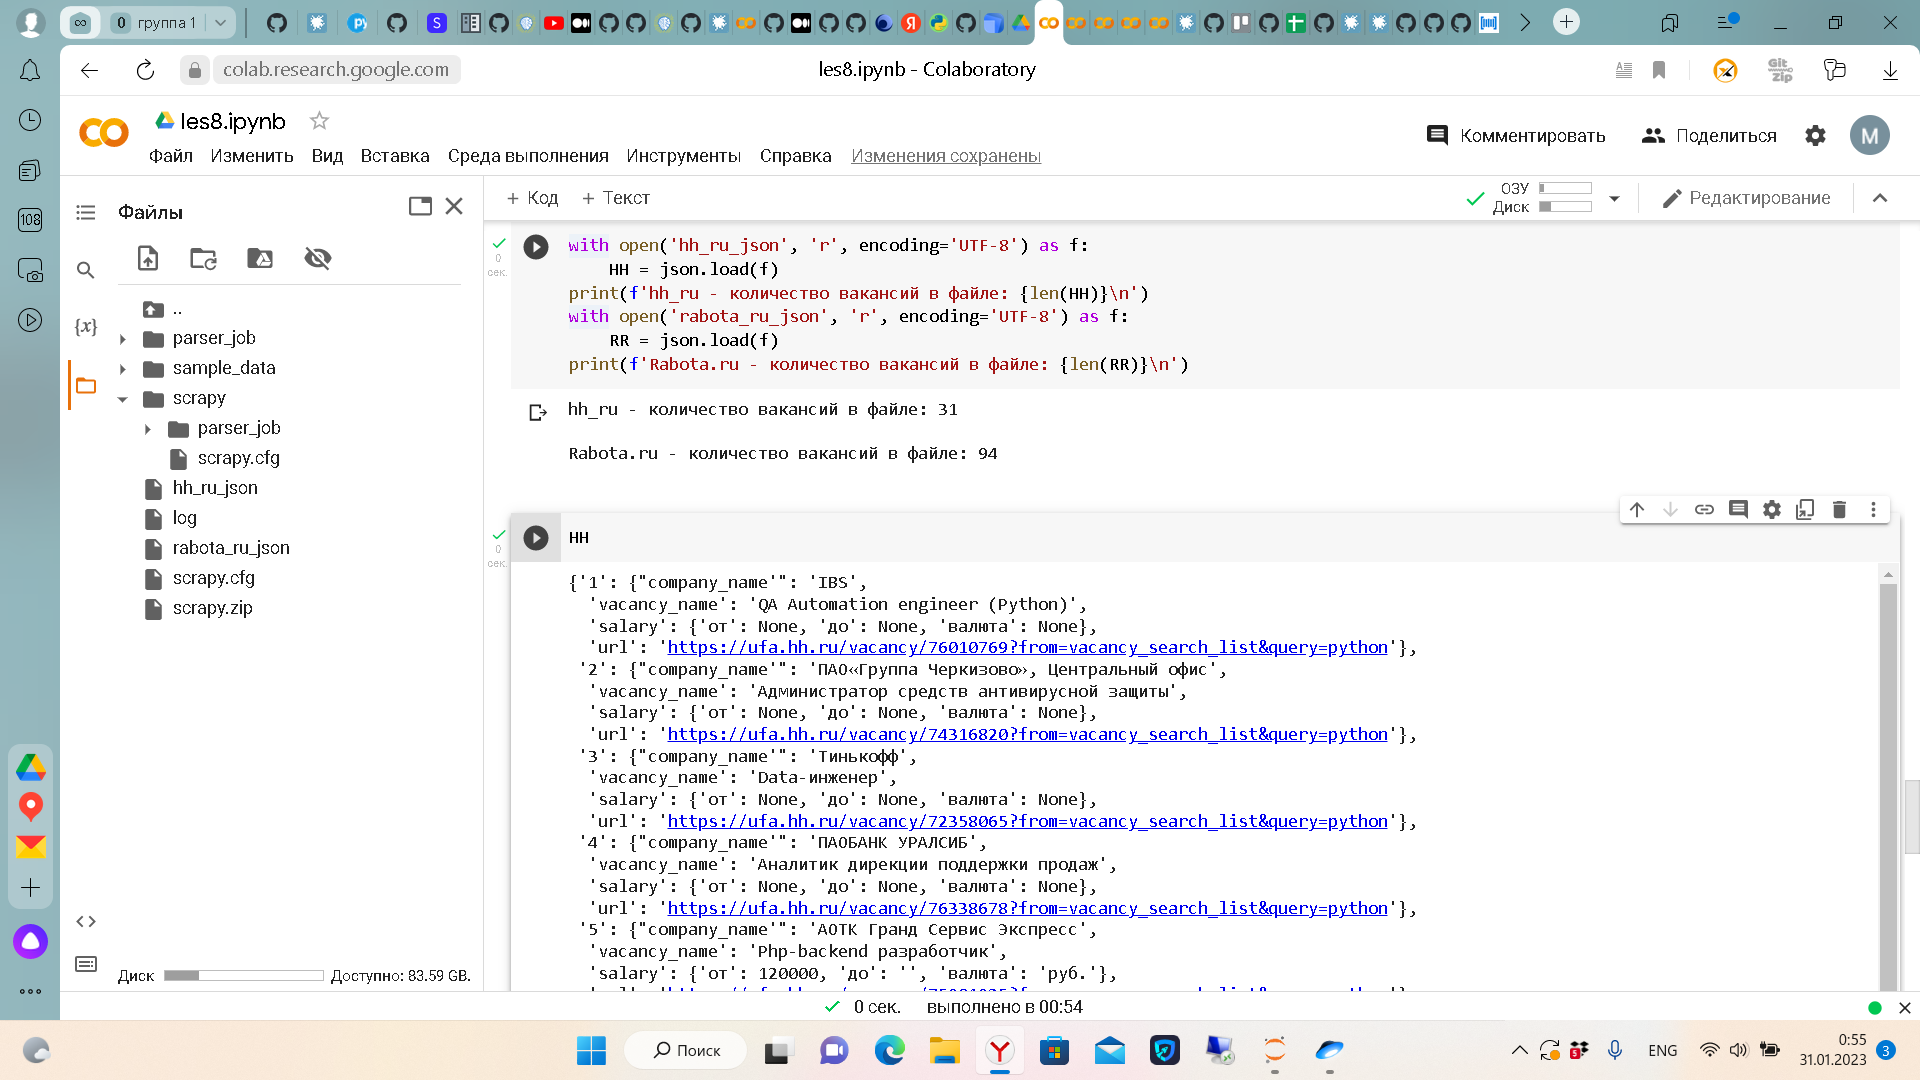 0 группа 1
colab.research.google.com
les8.ipynb - Colaboratory
les8.ipynb
Файл Изменить Вид Вставка Среда выполнения Инструменты Справка Изменения сохранены
Комментировать
Поделиться
M
108
Файлы
..
parser_job
sample_data
scrapy
parser_job
scrapy.cfg
hh_ru_json
log
rabota_ru_json
scrapy.cfg
scrapy.zip
Диск Доступно: 83.59 GB.
+ Код + Текст
ОЗУ
Диск
Редактирование
0
сек.
with open('hh_ru_json', 'r', encoding='UTF-8') as f:
HH = json.load(f)
print(f'hh_ru - количество вакансий в файле: {len(HH)}\n')
with open('rabota_ru_json', 'r', encoding='UTF-8') as f:
RR = json.load(f)
print(f'Rabota.ru - количество вакансий в файле: {len(RR)}\n')
hh_ru - количество вакансий в файле: 31
Rabota.ru - количество вакансий в файле: 94
0
сек.
HH
{'1': {"company_name'": 'IBS',
'vacancy_name': 'QA Automation engineer (Python)',
'salary': {'от': None, 'до': None, 'валюта': None},
'url': 'https://ufa.hh.ru/vacancy/76010769?from=vacancy_search_list&query=python'},
'2': {"company_name'": 'ПАО«Группа Черкизово», Центральный офис',
'vacancy_name': 'Администратор средств антивирусной защиты',
'salary': {'от': None, 'до': None, 'валюта': None},
'url': 'https://ufa.hh.ru/vacancy/74316820?from=vacancy_search_list&query=python'},
'3': {"company_name'": 'Тинькофф',
'vacancy_name': 'Data-инженер',
'salary': {'от': None, 'до': None, 'валюта': None},
'url': 'https://ufa.hh.ru/vacancy/72358065?from=vacancy_search_list&query=python'},
'4': {"company_name'": 'ПАОБАНК УРАЛСИБ',
'vacancy_name': 'Аналитик дирекции поддержки продаж',
'salary': {'от': None, 'до': None, 'валюта': None},
'url': 'https://ufa.hh.ru/vacancy/76338678?from=vacancy_search_list&query=python'},
'5': {"company_name'": 'АОТК Гранд Сервис Экспресс',
'vacancy_name': 'Php-backend разработчик',
'salary': {'от': 120000, 'до': '', 'валюта': 'руб.'},
0 сек. выполнено в 00:54
Поиск
ENG
0:55
31.01.2023
3